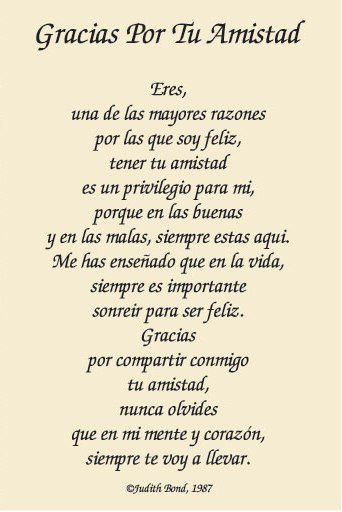 Gracias Por Tu Amistad
Eres,
una de las mayores razones
por las que soy feliz,
tener tu amistad
es un privilegio para mi,
porque en las buenas
y en las malas, siempre estas aqui.
Me has enseñado que en la vida,
siempre es importante
sonreir para ser feliz.
Gracias
por compartir conmigo
tu amistad,
nunca olvides
que en mi mente y corazón,
siempre te voy a llevar.
©Judith Bond, 1987